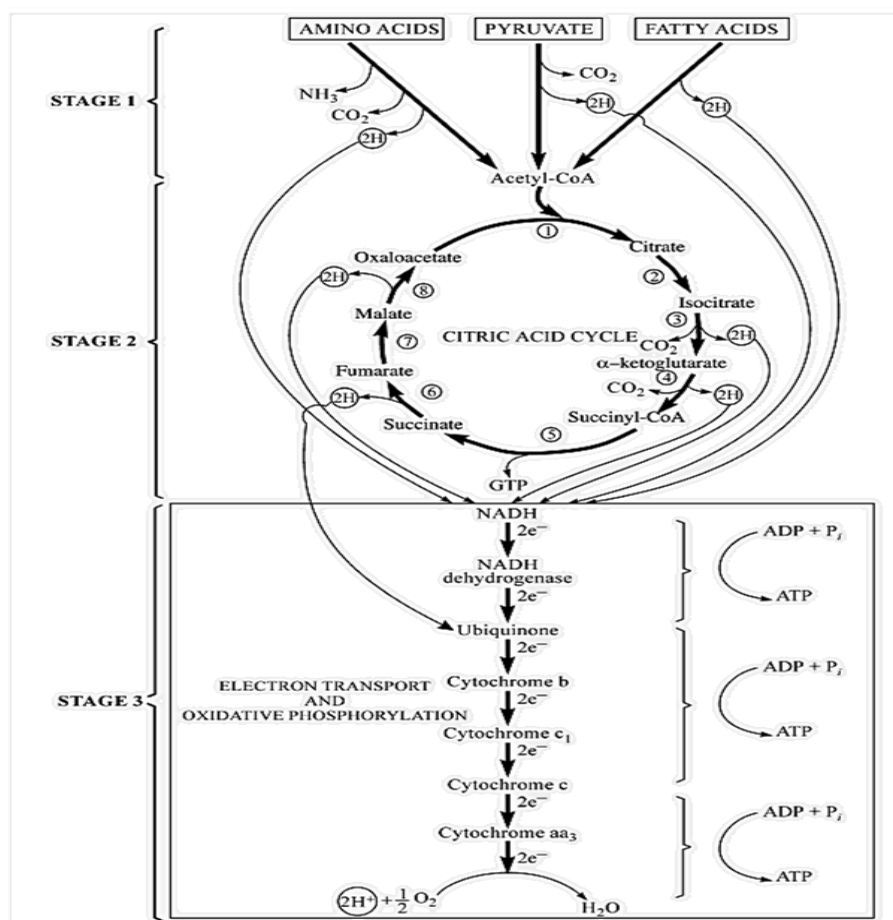 AMINO ACIDS PYRUVATE FATTY ACIDS
STAGE 1
NH₃
CO₂
2H
CO₂
2H
2H
Acetyl-CoA
STAGE 2
①
Citrate
②
Isocitrate
③
CO₂
2H
α-ketoglutarate
④
CO₂
2H
Succinyl-CoA
⑤
GTP
Succinate
⑥
2H
Fumarate
⑦
Malate
⑧
2H
Oxaloacetate
CITRIC ACID CYCLE
STAGE 3
NADH
2e⁻
NADH
dehydrogenase
2e⁻
Ubiquinone
2e⁻
Cytochrome b
2e⁻
Cytochrome c₁
2e⁻
Cytochrome c
2e⁻
Cytochrome aa₃
2e⁻
2H⁺ + ½ O₂
H₂O
ELECTRON TRANSPORT
AND
OXIDATIVE PHOSPHORYLATION
ADP + Pᵢ
ATP
ADP + Pᵢ
ATP
ADP + Pᵢ
ATP